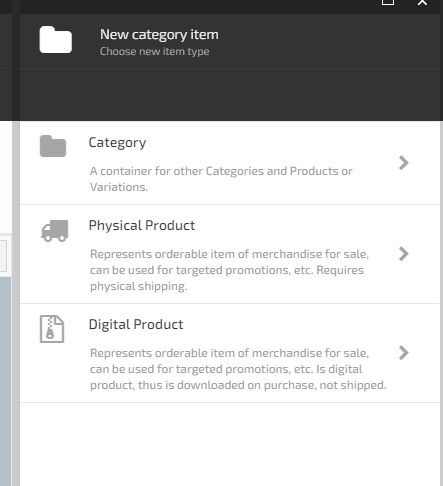 New category item
Choose new item type
Category
A container for other Categories and Products or
Variations.
Physical Product
Represents orderable item of merchandise for sale,
can be used for targeted promotions, etc. Requires
physical shipping.
Digital Product
Represents orderable item of merchandise for sale,
can be used for targeted promotions, etc. Is digital
product, thus is downloaded on purchase, not shipped.